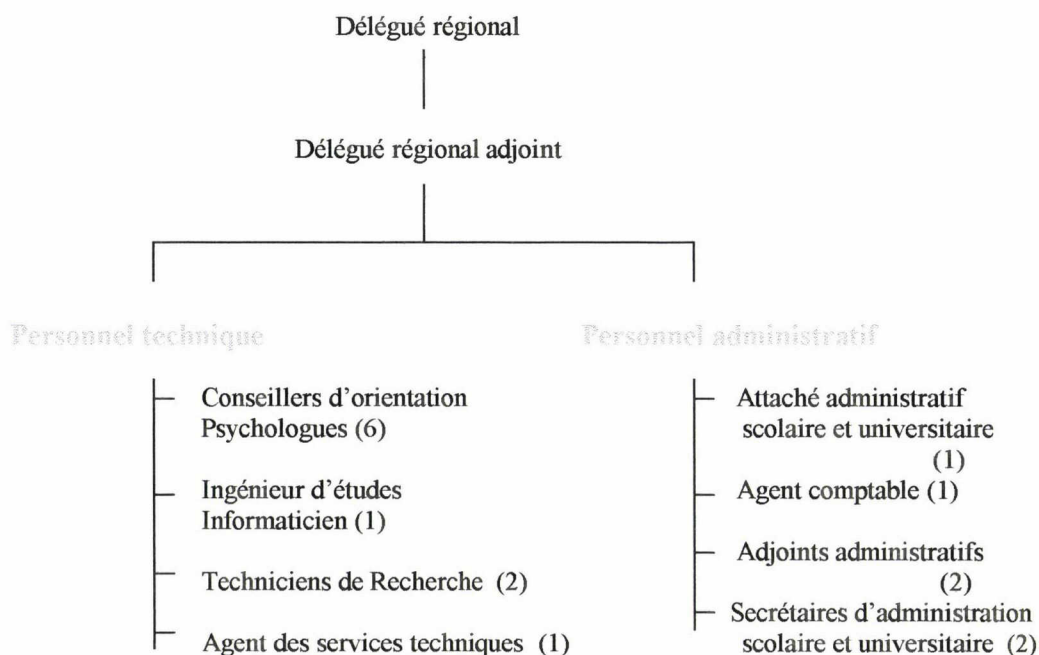 Délégué régional
Délégué régional adjoint
Personnel technique
Conseillers d'orientation
Psychologues (6)
Ingénieur d'études
Informaticien (1)
Techniciens de Recherche (2)
Agent des services techniques (1)
Personnel administratif
Attaché administratif
scolaire et universitaire
(1)
Agent comptable (1)
Adjoints administratifs
(2)
Secrétaires d'administration
scolaire et universitaire (2)